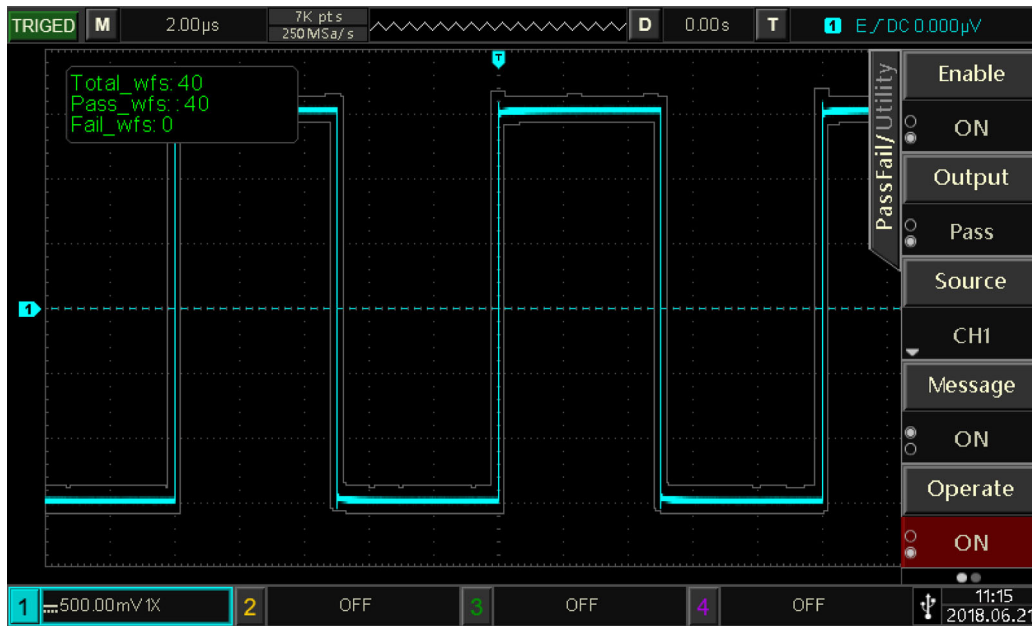 TRIGED M 2.00μs 7K pts D 0.00s T 1 E DC 0.000μV
250MSa/s
T
Total_wfs: 40
Pass_wfs: : 40
Fail_wfs: 0
1
PassFail/Utility
Enable
ON
Output
Pass
Source
CH1
Message
ON
Operate
ON
1 500.00mV 1X 2 OFF 3 OFF 4 OFF 11:15
2018.06.21